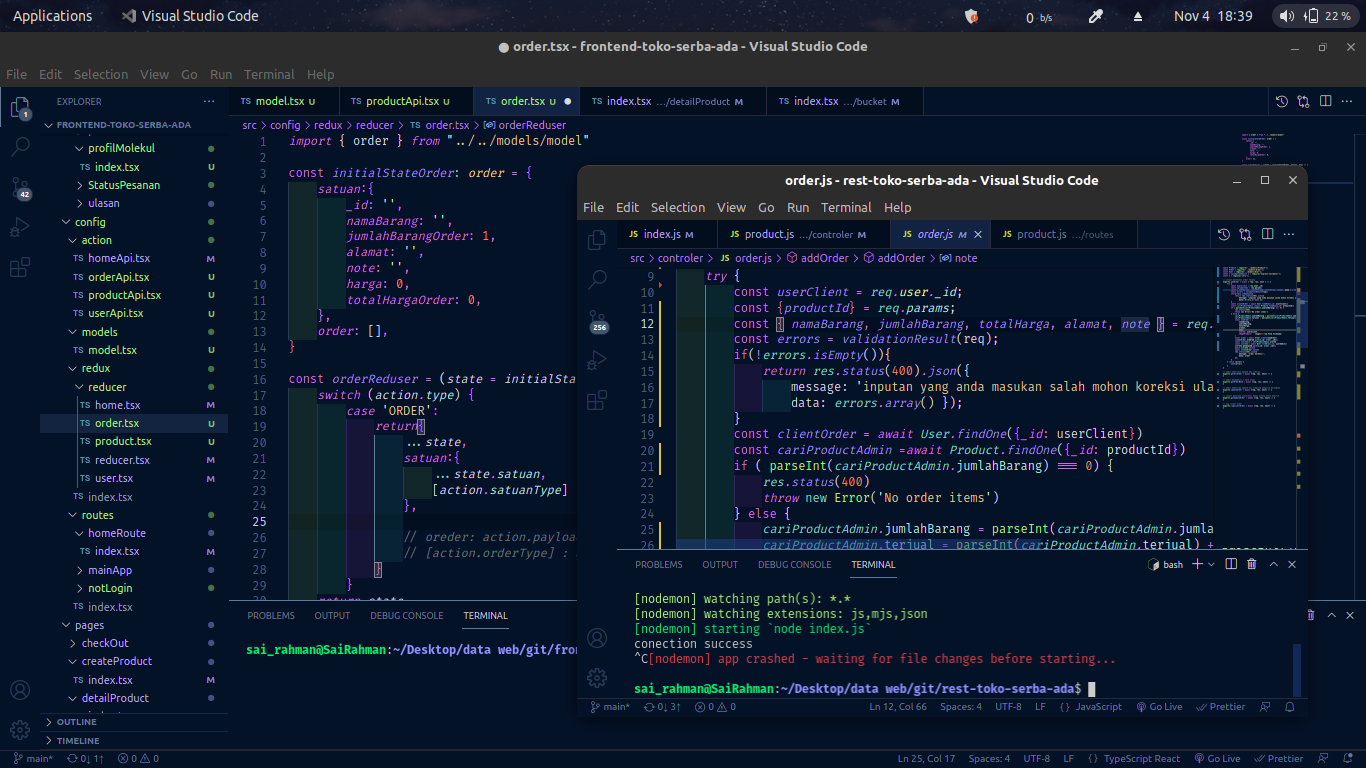 Applications
Visual Studio Code
0 b/s
Nov 4 18:39
22 %
order.tsx - frontend-toko-serba-ada - Visual Studio Code
File Edit Selection View Go Run Terminal Help
EXPLORER
FRONTEND-TOKO-SERBA-ADA
profilMolekul
index.tsx U
StatusPesanan
ulasan
config
action
homeApi.tsx M
orderApi.tsx U
productApi.tsx U
userApi.tsx U
models
model.tsx U
redux
reducer
home.tsx M
order.tsx U
product.tsx U
reducer.tsx M
user.tsx M
index.tsx
routes
homeRoute
index.tsx M
mainApp
notLogin
index.tsx
pages
checkOut
createProduct
index.tsx M
detailProduct
OUTLINE
TIMELINE
1
42
TS model.tsx U
TS productApi.tsx U
TS order.tsx U
TS index.tsx .../detailProduct M
TS index.tsx .../bucket M
src > config > redux > reducer > TS order.tsx > orderReduser
1 import { order } from "../../models/model"
2
3 const initialStateOrder: order = {
4 satuan:{
5 _id: '',
6 namaBarang: '',
7 jumlahBarangOrder: 1,
8 alamat: '',
9 note: '',
10 harga: 0,
11 totalHargaOrder: 0,
12 },
13 order: [],
14 }
15
16 const orderReduser = (state = initialSta
17 switch (action.type) {
18 case 'ORDER':
19 return{
20 ...state,
21 satuan:{
22 ...state.satuan,
23 [action.satuanType]
24 },
25
26 // oreder: action.payloa
27 // [action.orderType] :
28 }
29 }
30 return state
PROBLEMS OUTPUT DEBUG CONSOLE TERMINAL
sai_rahman@SaiRahman:~/Desktop/data web/git/fron
main* 0↓ 1↑ 0 0
Ln 25, Col 17 Spaces: 4 UTF-8 LF {} TypeScript React Go Live Prettier
order.js - rest-toko-serba-ada - Visual Studio Code
File Edit Selection View Go Run Terminal Help
256
JS index.js M
JS product.js .../controler M
JS order.js M
JS product.js .../routes
src > controler > JS order.js > addOrder > addOrder > note
9 try {
10 const userClient = req.user._id;
11 const {productId} = req.params;
12 const { namaBarang, jumlahBarang, totalHarga, alamat, note } = req.
13 const errors = validationResult(req);
14 if(!errors.isEmpty()){
15 return res.status(400).json({
16 message: 'inputan yang anda masukan salah mohon koreksi ula
17 data: errors.array() });
18 }
19 const clientOrder = await User.findOne({_id: userClient})
20 const cariProductAdmin =await Product.findOne({_id: productId})
21 if ( parseInt(cariProductAdmin.jumlahBarang) === 0) {
22 res.status(400)
23 throw new Error('No order items')
24 } else {
25 cariProductAdmin.jumlahBarang = parseInt(cariProductAdmin.jumla
26 cariProductAdmin.terjual = parseInt(cariProductAdmin.terjual) +
PROBLEMS OUTPUT DEBUG CONSOLE TERMINAL
bash
[nodemon] watching path(s): *.*
[nodemon] watching extensions: js,mjs,json
[nodemon] starting `node index.js`
conection success
^C[nodemon] app crashed - waiting for file changes before starting...
sai_rahman@SaiRahman:~/Desktop/data web/git/rest-toko-serba-ada$
main* 0↓ 3↑ 0 0
Ln 12, Col 66 Spaces: 4 UTF-8 LF {} JavaScript Go Live Prettier